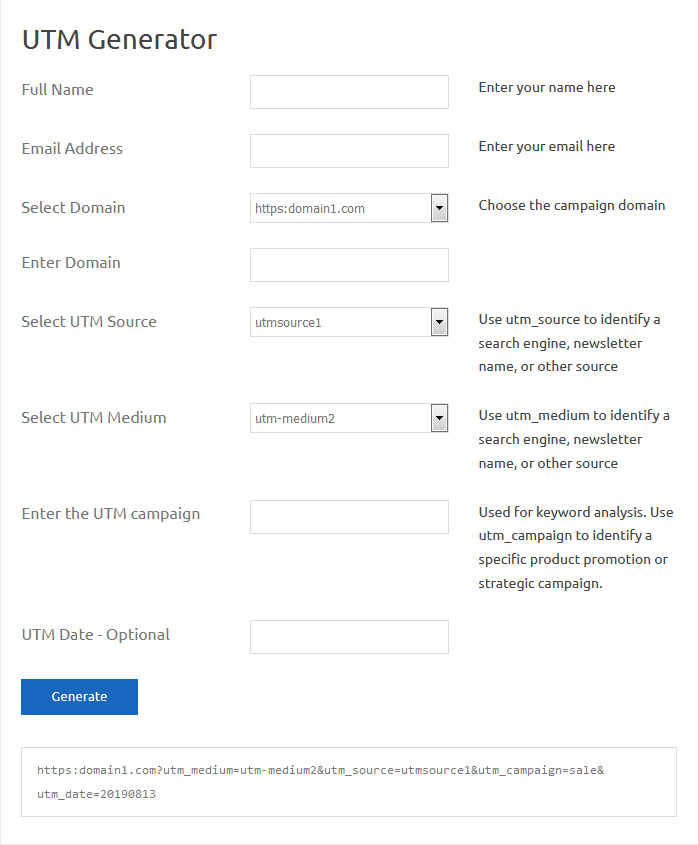 UTM Generator
Full Name
Enter your name here
Email Address
Enter your email here
Select Domain
https:domain1.com
Choose the campaign domain
Enter Domain
Select UTM Source
utmsource1
Use utm_source to identify a
search engine, newsletter
name, or other source
Select UTM Medium
utm-medium2
Use utm_medium to identify a
search engine, newsletter
name, or other source
Enter the UTM campaign
Used for keyword analysis. Use
utm_campaign to identify a
specific product promotion or
strategic campaign.
UTM Date - Optional
Generate
https:domain1.com?utm_medium=utm-medium2&utm_source=utmsource1&utm_campaign=sale&
utm_date=20190813